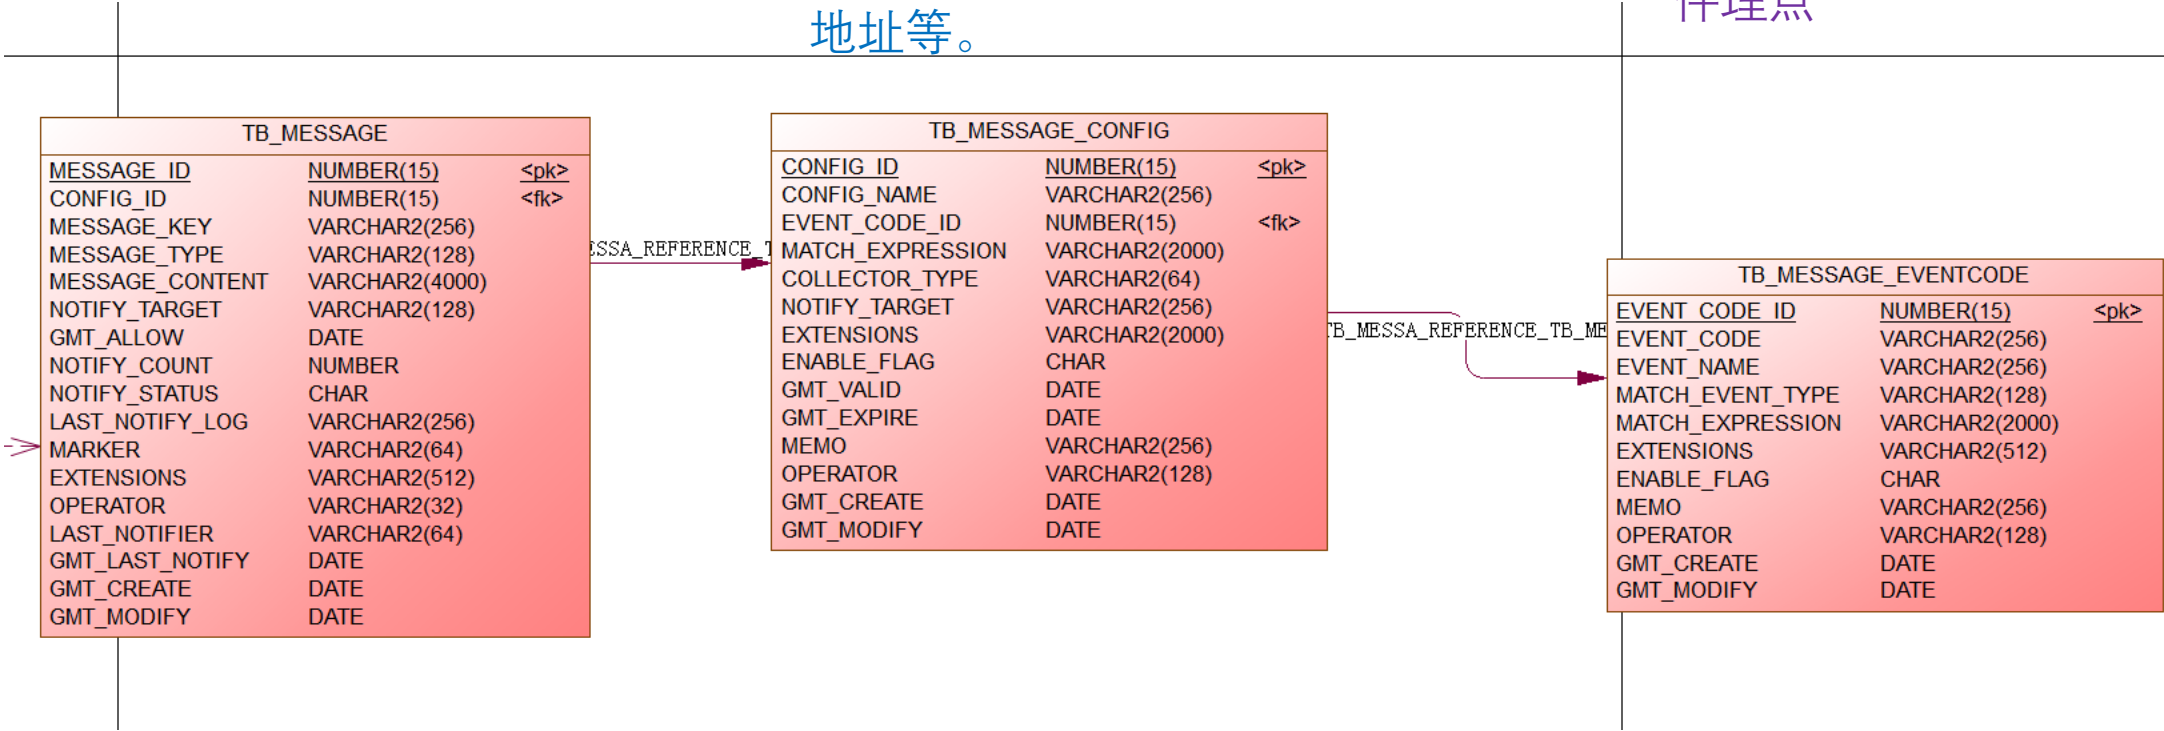 地址等。
件埋点
TB_MESSAGE
MESSAGE_ID NUMBER(15) <pk>
CONFIG_ID NUMBER(15) <fk>
MESSAGE_KEY VARCHAR2(256)
MESSAGE_TYPE VARCHAR2(128)
MESSAGE_CONTENT VARCHAR2(4000)
NOTIFY_TARGET VARCHAR2(128)
GMT_ALLOW DATE
NOTIFY_COUNT NUMBER
NOTIFY_STATUS CHAR
LAST_NOTIFY_LOG VARCHAR2(256)
MARKER VARCHAR2(64)
EXTENSIONS VARCHAR2(512)
OPERATOR VARCHAR2(32)
LAST_NOTIFIER VARCHAR2(64)
GMT_LAST_NOTIFY DATE
GMT_CREATE DATE
GMT_MODIFY DATE
ESSA_REFERENCE_T
TB_MESSAGE_CONFIG
CONFIG_ID NUMBER(15) <pk>
CONFIG_NAME VARCHAR2(256)
EVENT_CODE_ID NUMBER(15) <fk>
MATCH_EXPRESSION VARCHAR2(2000)
COLLECTOR_TYPE VARCHAR2(64)
NOTIFY_TARGET VARCHAR2(256)
EXTENSIONS VARCHAR2(2000)
ENABLE_FLAG CHAR
GMT_VALID DATE
GMT_EXPIRE DATE
MEMO VARCHAR2(256)
OPERATOR VARCHAR2(128)
GMT_CREATE DATE
GMT_MODIFY DATE
TB_MESSA_REFERENCE_TB_ME
TB_MESSAGE_EVENTCODE
EVENT_CODE_ID NUMBER(15) <pk>
EVENT_CODE VARCHAR2(256)
EVENT_NAME VARCHAR2(256)
MATCH_EVENT_TYPE VARCHAR2(128)
MATCH_EXPRESSION VARCHAR2(2000)
EXTENSIONS VARCHAR2(512)
ENABLE_FLAG CHAR
MEMO VARCHAR2(256)
OPERATOR VARCHAR2(128)
GMT_CREATE DATE
GMT_MODIFY DATE